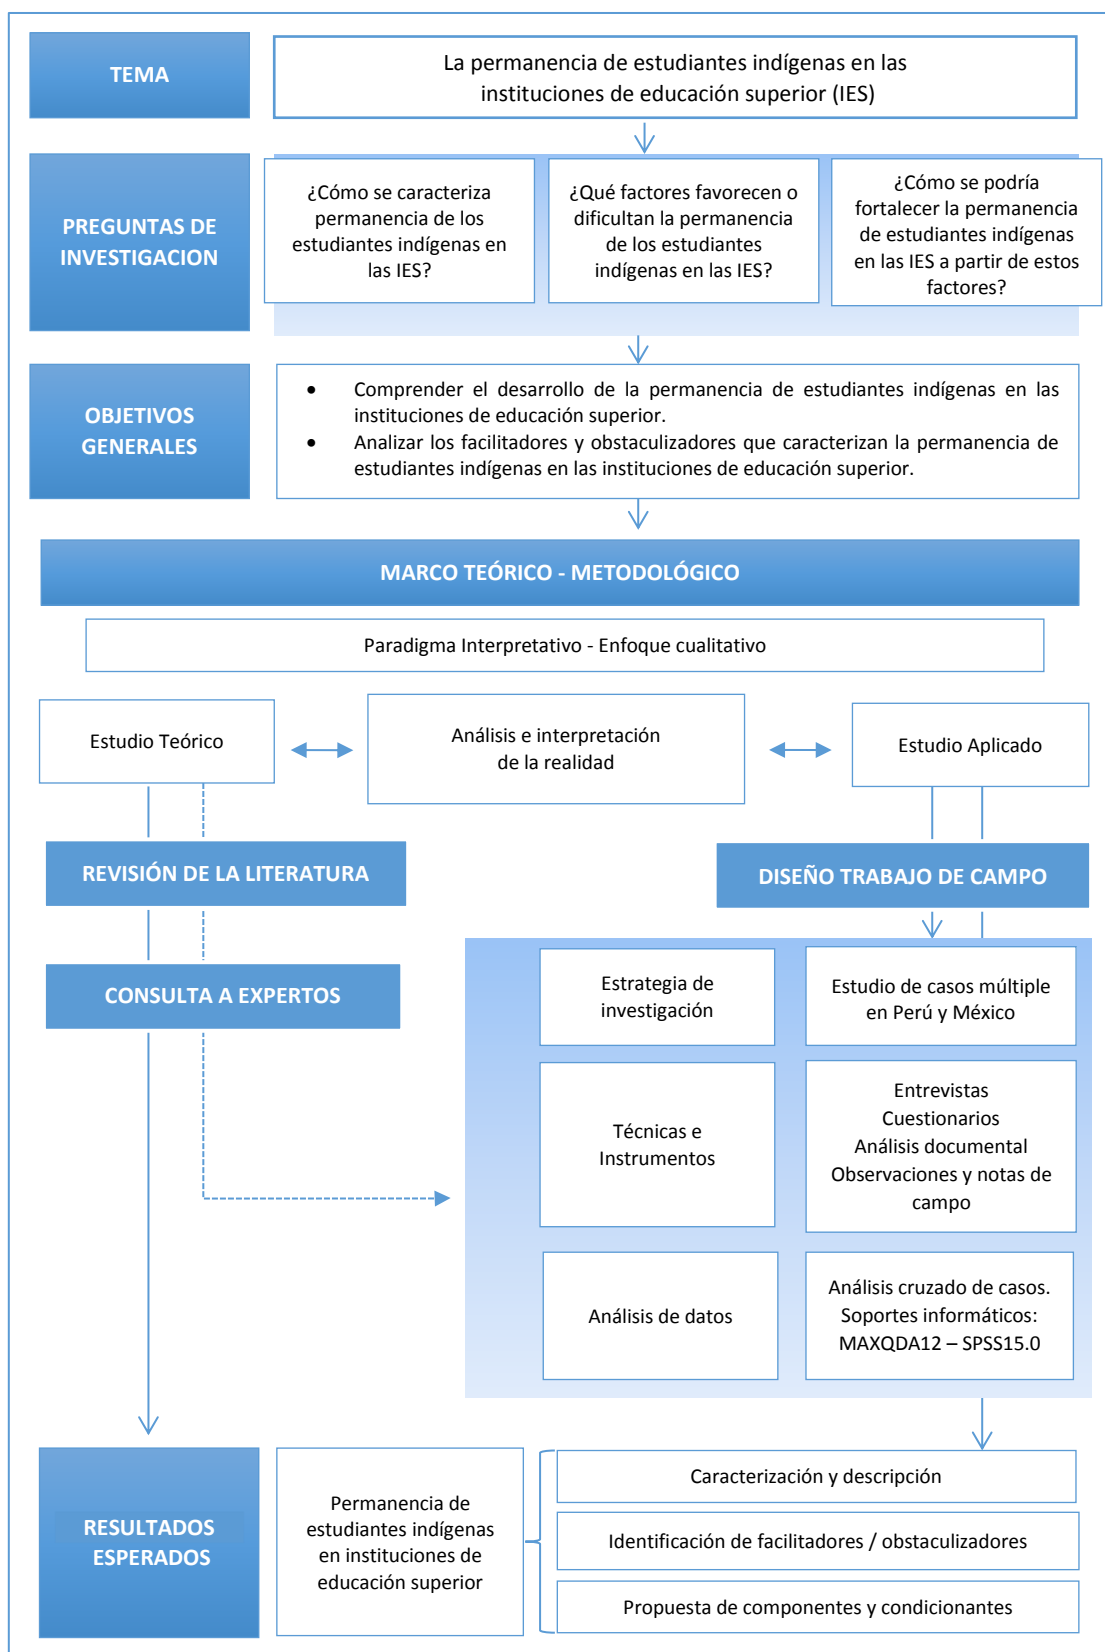 TEMA
La permanencia de estudiantes indígenas en las
instituciones de educación superior (IES)
PREGUNTAS DE
INVESTIGACION
¿Cómo se caracteriza
permanencia de los
estudiantes indígenas en
las IES?
¿Qué factores favorecen o
dificultan la permanencia
de los estudiantes
indígenas en las IES?
¿Cómo se podría
fortalecer la permanencia
de estudiantes indígenas
en las IES a partir de estos
factores?
OBJETIVOS
GENERALES
• Comprender el desarrollo de la permanencia de estudiantes indígenas en las
instituciones de educación superior.
• Analizar los facilitadores y obstaculizadores que caracterizan la permanencia de
estudiantes indígenas en las instituciones de educación superior.
MARCO TEÓRICO - METODOLÓGICO
Paradigma Interpretativo - Enfoque cualitativo
Estudio Teórico
Análisis e interpretación
de la realidad
Estudio Aplicado
REVISIÓN DE LA LITERATURA
DISEÑO TRABAJO DE CAMPO
CONSULTA A EXPERTOS
Estrategia de
investigación
Estudio de casos múltiple
en Perú y México
Técnicas e
Instrumentos
Entrevistas
Cuestionarios
Análisis documental
Observaciones y notas de
campo
Análisis de datos
Análisis cruzado de casos.
Soportes informáticos:
MAXQDA12 – SPSS15.0
RESULTADOS
ESPERADOS
Permanencia de
estudiantes indígenas
en instituciones de
educación superior
Caracterización y descripción
Identificación de facilitadores / obstaculizadores
Propuesta de componentes y condicionantes